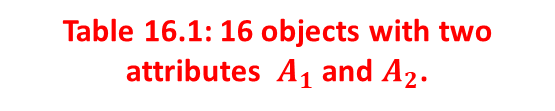 Table 16.1: 16 objects with two
attributes A₁ and A₂.